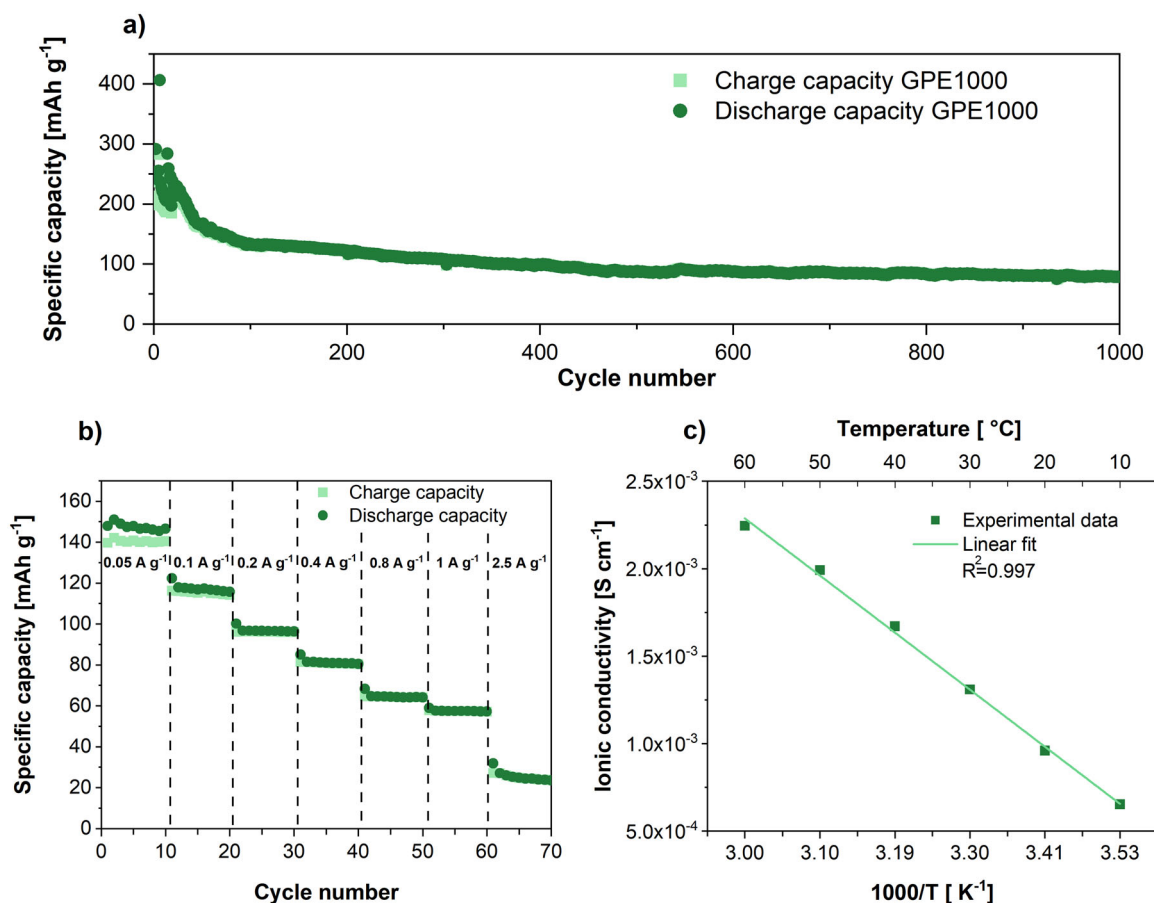 a)
Specific capacity [mAh g⁻¹]
400
300
200
100
0
Charge capacity GPE1000
Discharge capacity GPE1000
0 200 400 600 800 1000
Cycle number
b)
Specific capacity [mAh g⁻¹]
160
140
120
100
80
60
40
20
0
Charge capacity
Discharge capacity
0.05 A g⁻¹ 0.1 A g⁻¹ 0.2 A g⁻¹ 0.4 A g⁻¹ 0.8 A g⁻¹ 1 A g⁻¹ 2.5 A g⁻¹
0 10 20 30 40 50 60 70
Cycle number
c)
Temperature [ °C]
60 50 40 30 20 10
Ionic conductivity [S cm⁻¹]
2.5x10⁻³
2.0x10⁻³
1.5x10⁻³
1.0x10⁻³
5.0x10⁻⁴
Experimental data
Linear fit
R²=0.997
3.00 3.10 3.19 3.30 3.41 3.53
1000/T [ K⁻¹]